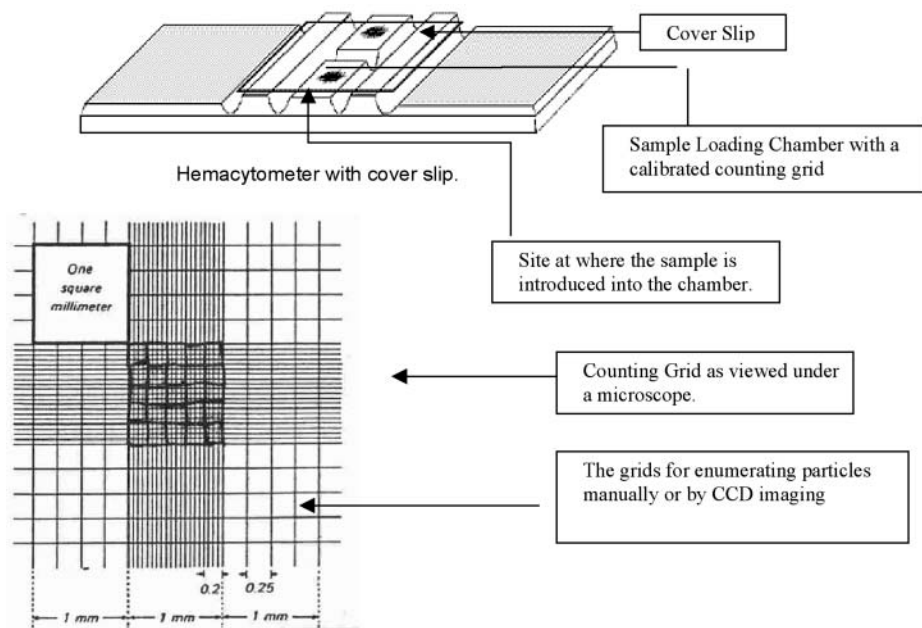 Cover Slip
Sample Loading Chamber with a
calibrated counting grid
Hemacytometer with cover slip.
Site at where the sample is
introduced into the chamber.
One
square
millimeter
Counting Grid as viewed under
a microscope.
The grids for enumerating particles
manually or by CCD imaging
0.2 0.25
1 mm 1 mm 1 mm